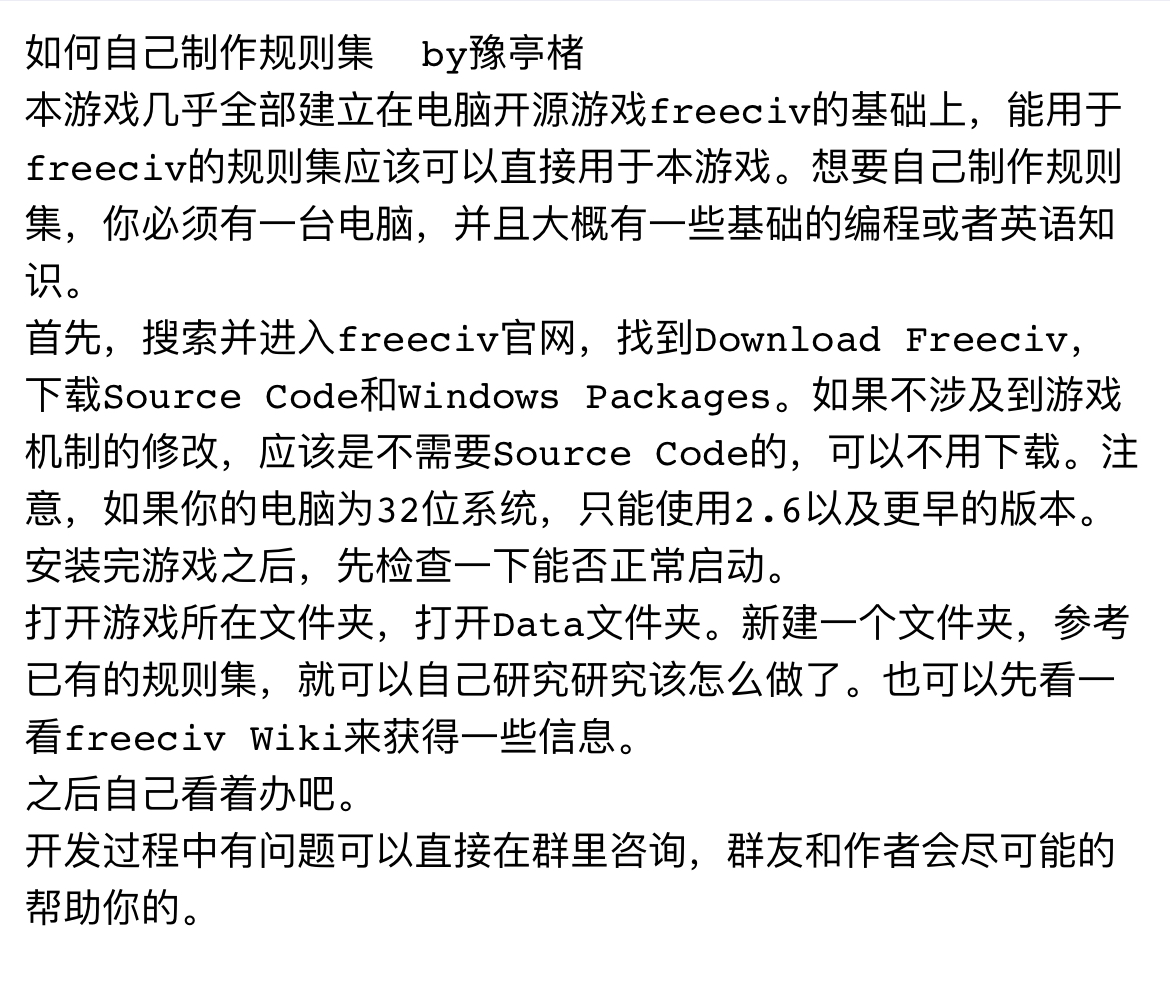 如何自己制作规则集  by豫亭楮
本游戏几乎全部建立在电脑开源游戏freeciv的基础上，能用于
freeciv的规则集应该可以直接用于本游戏。想要自己制作规则
集，你必须有一台电脑，并且大概有一些基础的编程或者英语知
识。
首先，搜索并进入freeciv官网，找到Download Freeciv，
下载Source Code和Windows Packages。如果不涉及到游戏
机制的修改，应该是不需要Source Code的，可以不用下载。注
意，如果你的电脑为32位系统，只能使用2.6以及更早的版本。
安装完游戏之后，先检查一下能否正常启动。
打开游戏所在文件夹，打开Data文件夹。新建一个文件夹，参考
已有的规则集，就可以自己研究研究该怎么做了。也可以先看一
看freeciv Wiki来获得一些信息。
之后自己看着办吧。
开发过程中有问题可以直接在群里咨询，群友和作者会尽可能的
帮助你的。